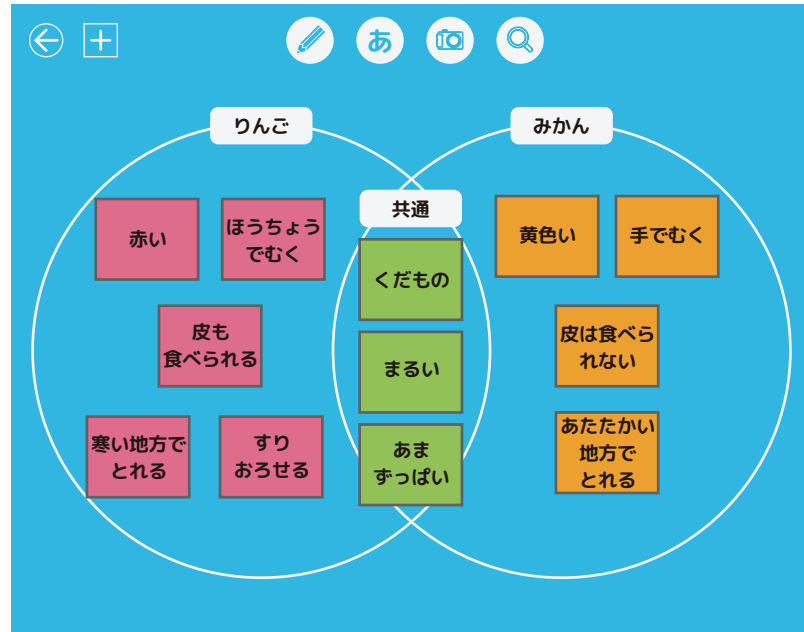 あ
りんご
みかん
共通
赤い
ほうちょう
でむく
皮も
食べられる
寒い地方で
とれる
すり
おろせる
くだもの
まるい
あま
ずっぱい
黄色い
手でむく
皮は食べら
れない
あたたかい
地方で
とれる